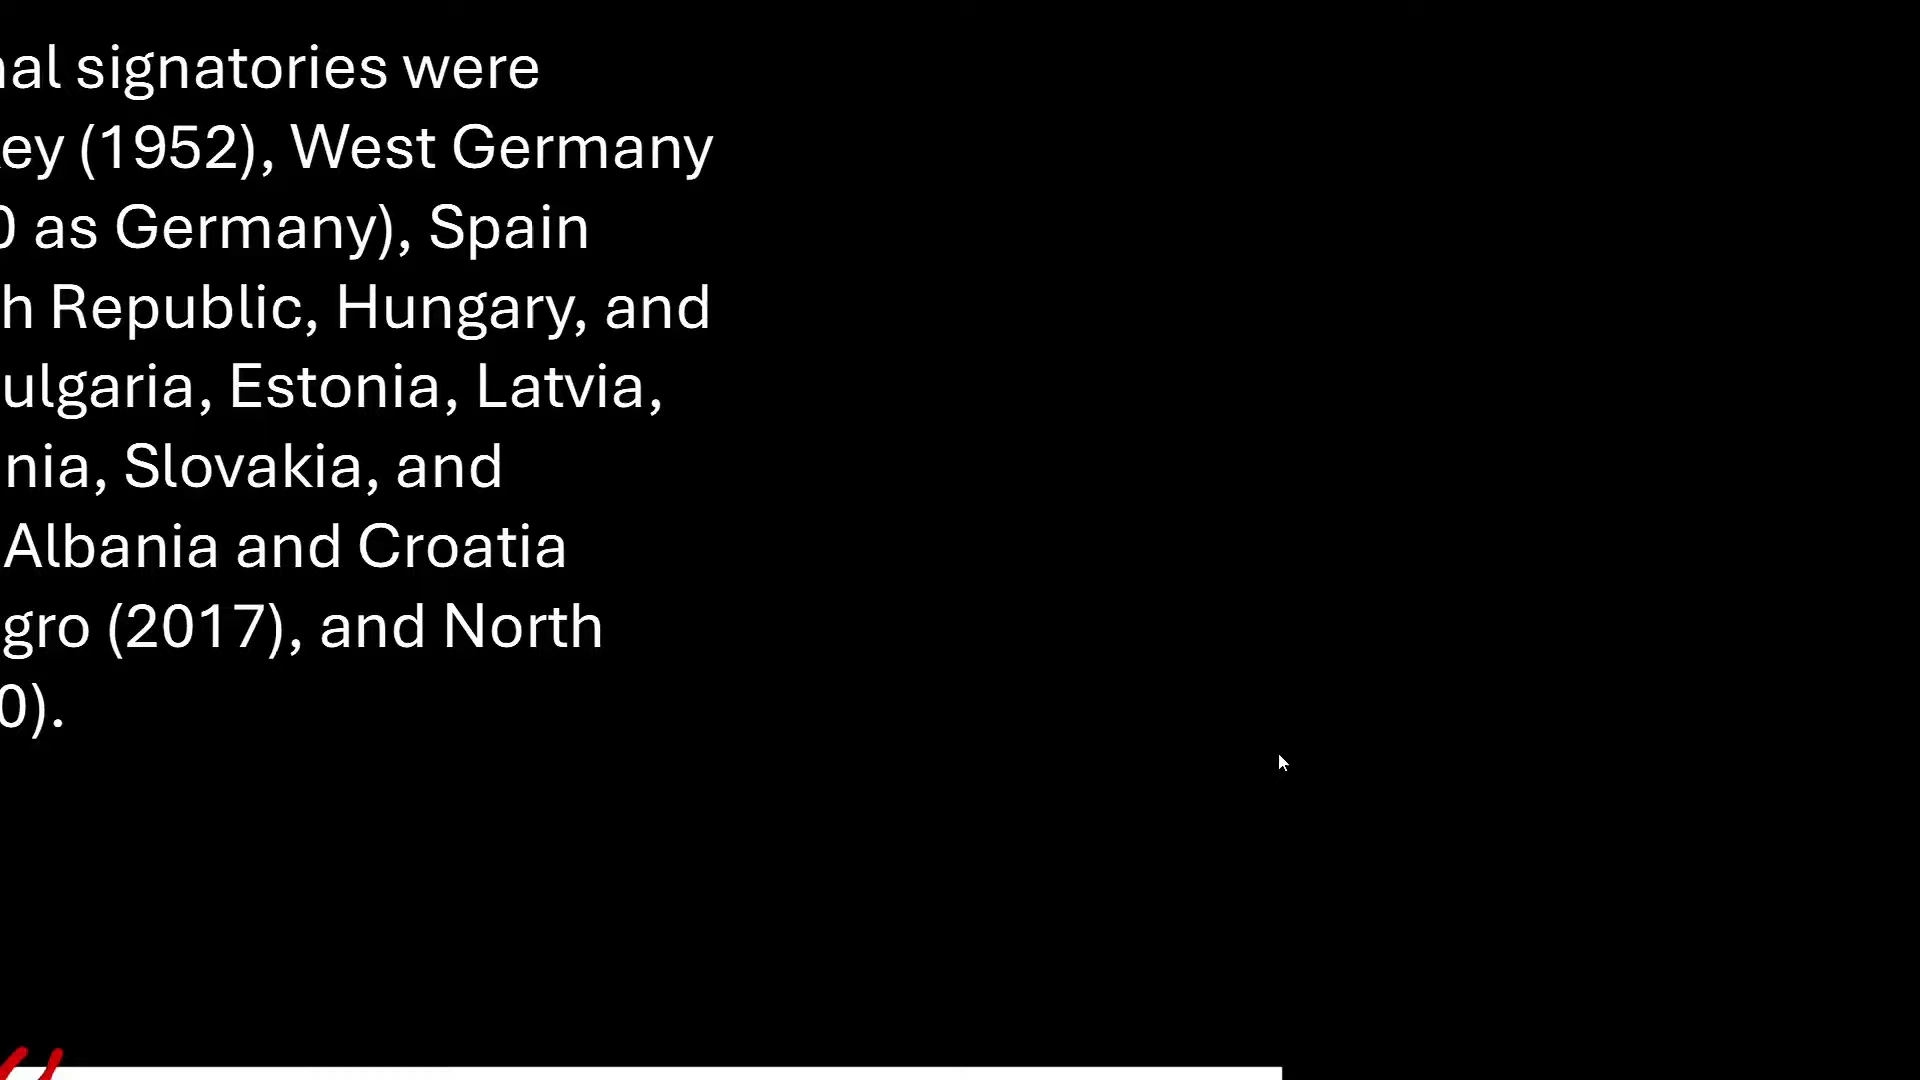 nal signatories were
ey (1952), West Germany
0 as Germany), Spain
h Republic, Hungary, and
ulgaria, Estonia, Latvia,
nia, Slovakia, and
Albania and Croatia
gro (2017), and North
0).